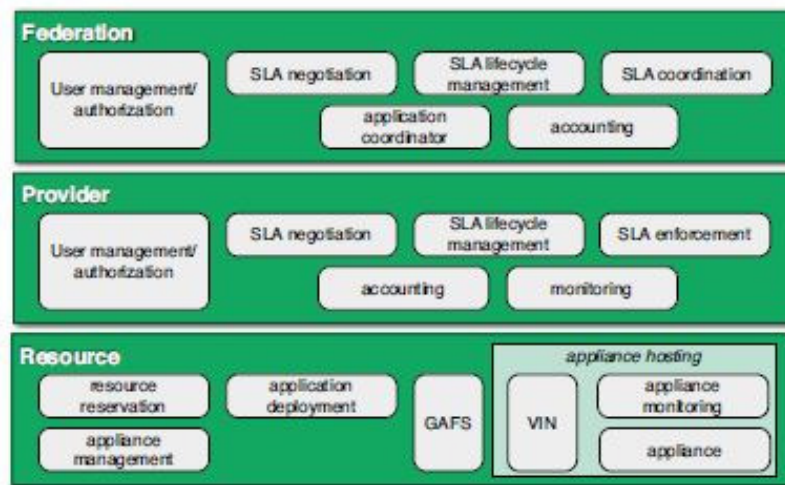 Federation
User management/
authorization
SLA negotiation
SLA lifecycle
management
SLA coordination
application
coordinator
accounting
Provider
User management/
authorization
SLA negotiation
SLA lifecycle
management
SLA enforcement
accounting
monitoring
Resource
resource
reservation
application
deployment
appliance
management
GAFS
appliance hosting
VIN
appliance
monitoring
appliance